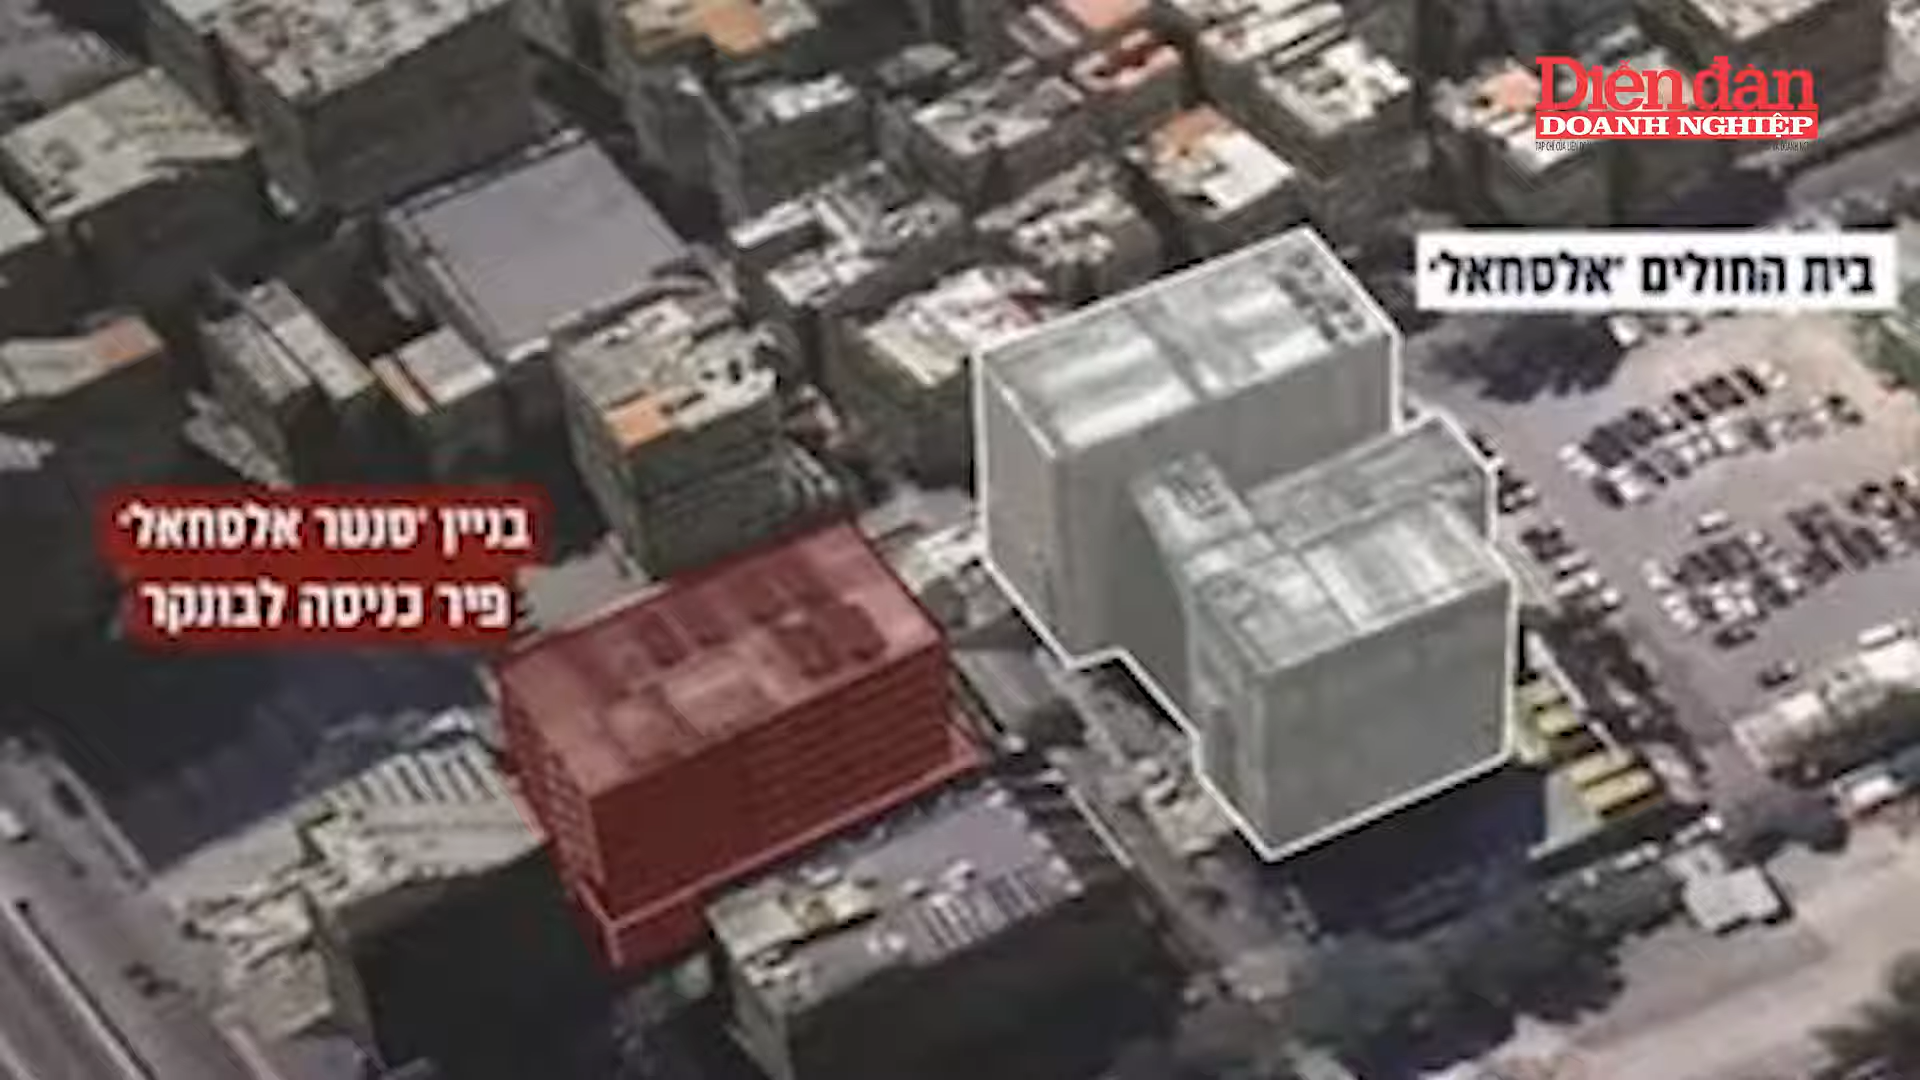 Diễn đàn
DOANH NGHIỆP
בית החולים 'אלסחאל'
בניין 'סנטר אלסחאל'
פיר כניסה לבונקר